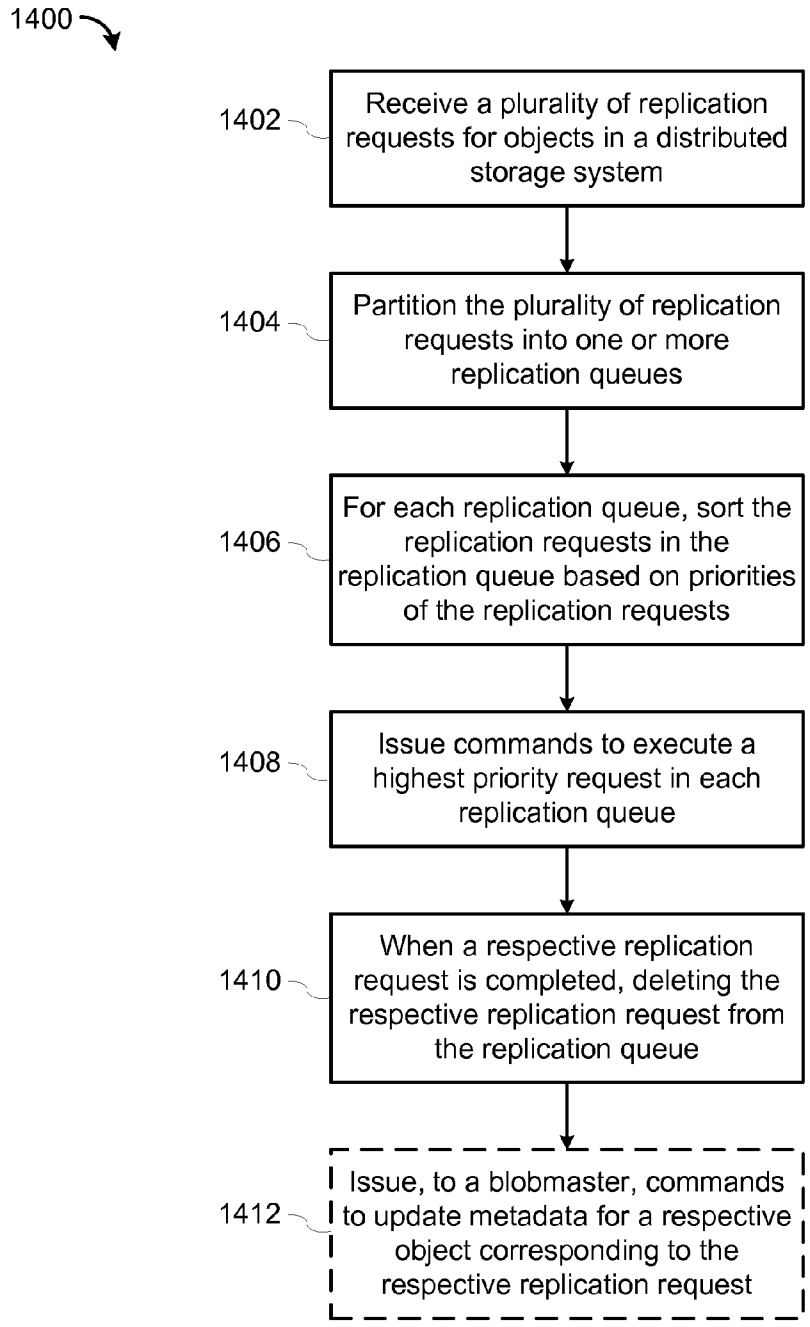 1400
1402
Receive a plurality of replication
requests for objects in a distributed
storage system
1404
Partition the plurality of replication
requests into one or more
replication queues
1406
For each replication queue, sort the
replication requests in the
replication queue based on priorities
of the replication requests
1408
Issue commands to execute a
highest priority request in each
replication queue
1410
When a respective replication
request is completed, deleting the
respective replication request from
the replication queue
1412
Issue, to a blobmaster, commands
to update metadata for a respective
object corresponding to the
respective replication request